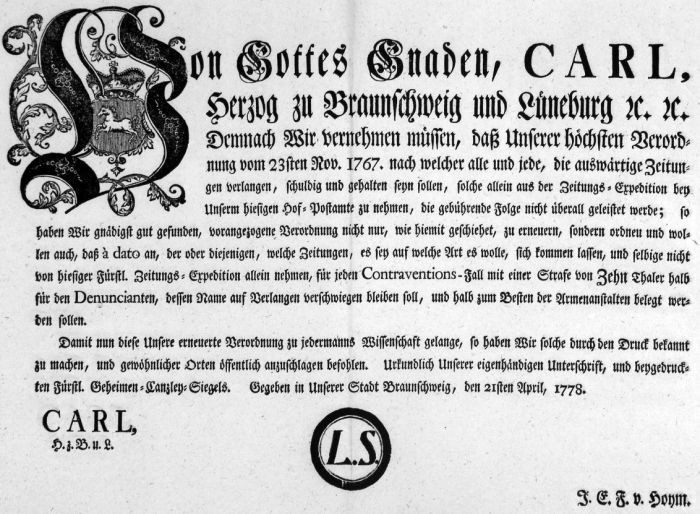 Von Gottes Gnaden, CARL,
Herzog zu Braunschweig und Lüneburg ꝛc. ꝛc.
Demnach Wir vernehmen müssen, daß Unserer höchsten Verord-
nung vom 23sten Nov. 1767. nach welcher alle und jede, die auswärtige Zeitun-
gen verlangen, schuldig und gehalten seyn sollen, solche allein aus der Zeitungs-Expedition bey
Unserm hiesigen Hof-Postamte zu nehmen, die gebührende Folge nicht überall geleistet werde; so
haben Wir gnädigst gut gefunden, vorangezogene Verordnung nicht nur, wie hiemit geschiehet, zu erneuern, sondern ordnen und wol-
len auch, daß à dato an, der oder diejenigen, welche Zeitungen, es sey auf welche Art es wolle, sich kommen lassen, und selbige nicht
von hiesiger Fürstl. Zeitungs-Expedition allein nehmen, für jeden Contraventions-Fall mit einer Strafe von Zehn Thaler halb
für den Denuncianten, dessen Name auf Verlangen verschwiegen bleiben soll, und halb zum Besten der Armenanstalten belegt wer-
den sollen.
Damit nun diese Unsere erneuerte Verordnung zu jedermanns Wissenschaft gelange, so haben Wir solche durch den Druck bekannt
zu machen, und gewöhnlicher Orten öffentlich anzuschlagen befohlen. Urkundlich Unserer eigenhändigen Unterschrift, und beygedruck-
ten Fürstl. Geheimen-Canzley-Siegels. Gegeben in Unserer Stadt Braunschweig, den 21sten April, 1778.
CARL,
H. z. B. u. L.
L.S.
J. E. F. v. Hoym.